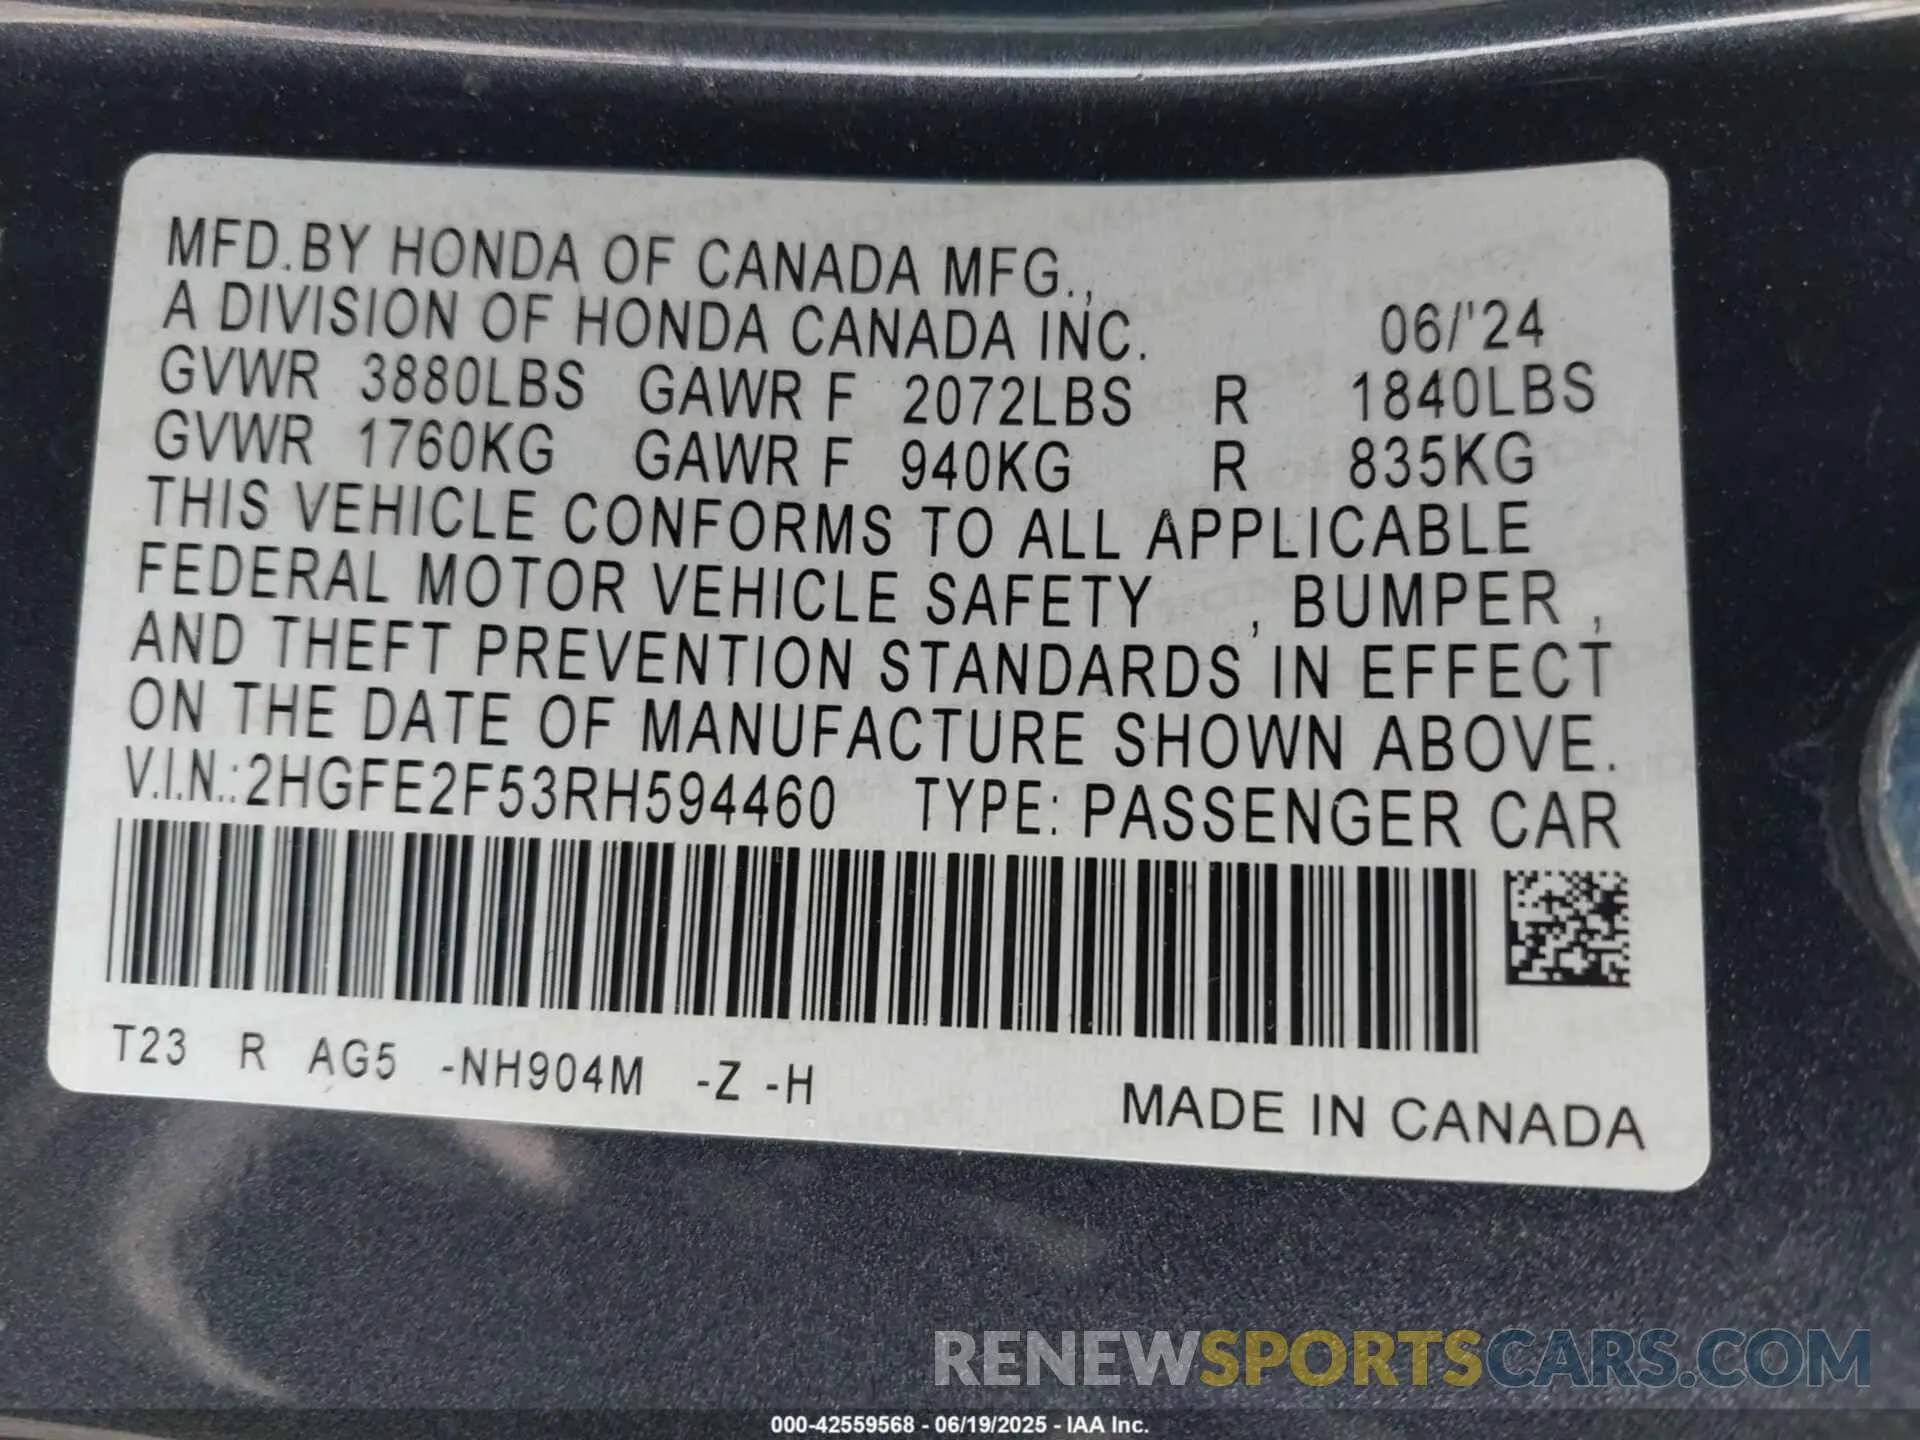 MFD.BY HONDA OF CANADA MFG.,
A DIVISION OF HONDA CANADA INC. 06/'24
GVWR 3880LBS GAWR F 2072LBS R 1840LBS
GVWR 1760KG GAWR F 940KG R 835KG
THIS VEHICLE CONFORMS TO ALL APPLICABLE
FEDERAL MOTOR VEHICLE SAFETY , BUMPER ,
AND THEFT PREVENTION STANDARDS IN EFFECT
ON THE DATE OF MANUFACTURE SHOWN ABOVE.
V.I.N.:2HGFE2F53RH594460 TYPE: PASSENGER CAR
T23 R AG5 -NH904M -Z -H
MADE IN CANADA
RENEWSPORTSCARS.COM
000-42559568 - 06/19/2025 - IAA Inc.